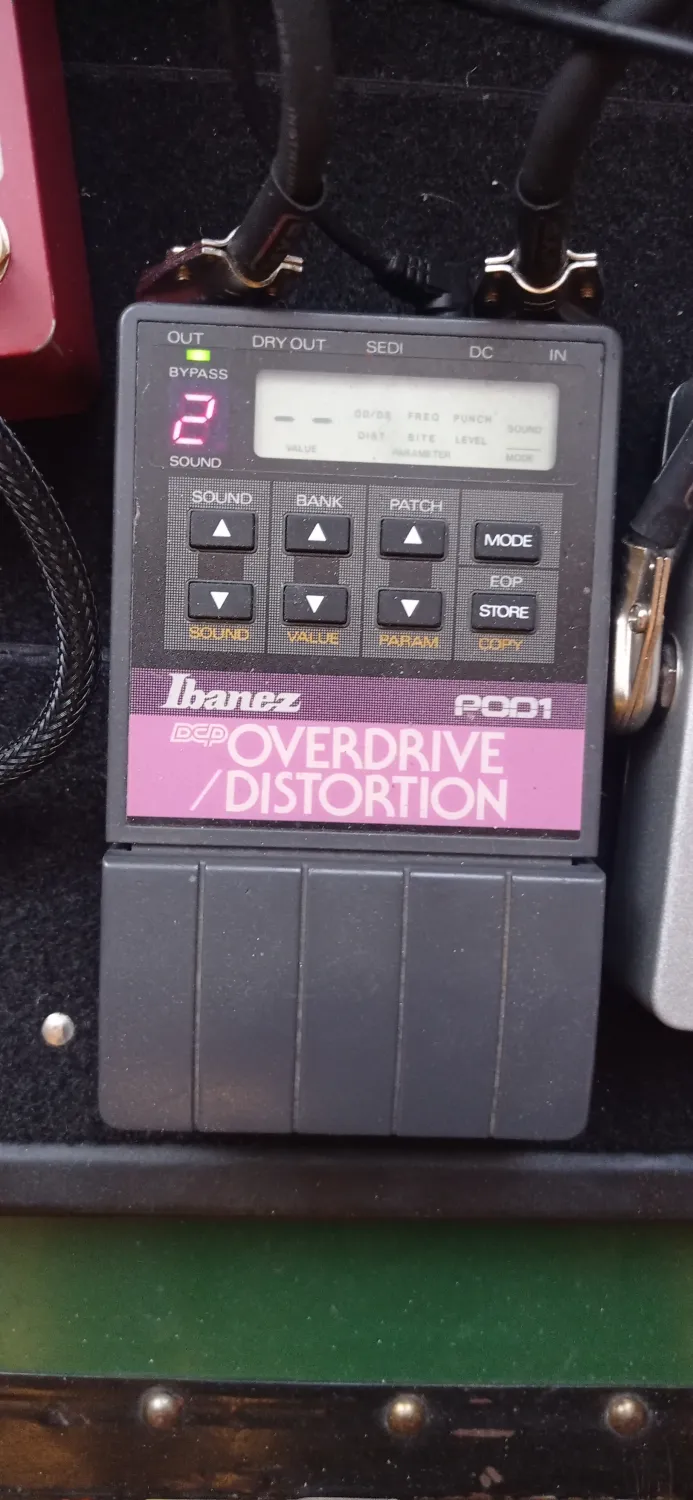 OUT DRY OUT SEDI DC IN
BYPASS
2
SOUND
-- OD/DS FREQ PUNCH SOUND
DIST BITE LEVEL
VALUE PARAMETER MODE
SOUND BANK PATCH
MODE
EOP
STORE
SOUND VALUE PARAM COPY
Ibanez POD1
DCP OVERDRIVE
/DISTORTION